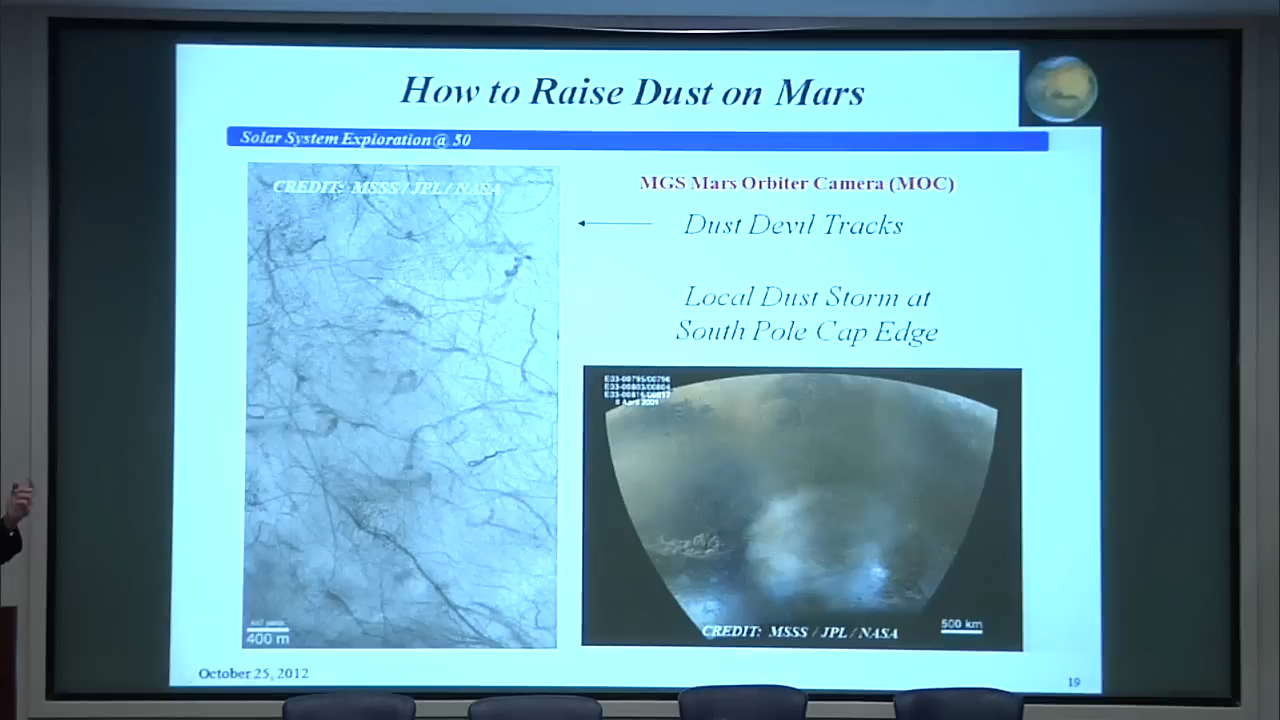 How to Raise Dust on Mars
Solar System Exploration@ 50
CREDIT: MSSS / JPL / NASA
MGS Mars Orbiter Camera (MOC)
Dust Devil Tracks
Local Dust Storm at
South Pole Cap Edge
8 April 2001
CREDIT: MSSS / JPL / NASA
500 km
400 m
October 25, 2012
19